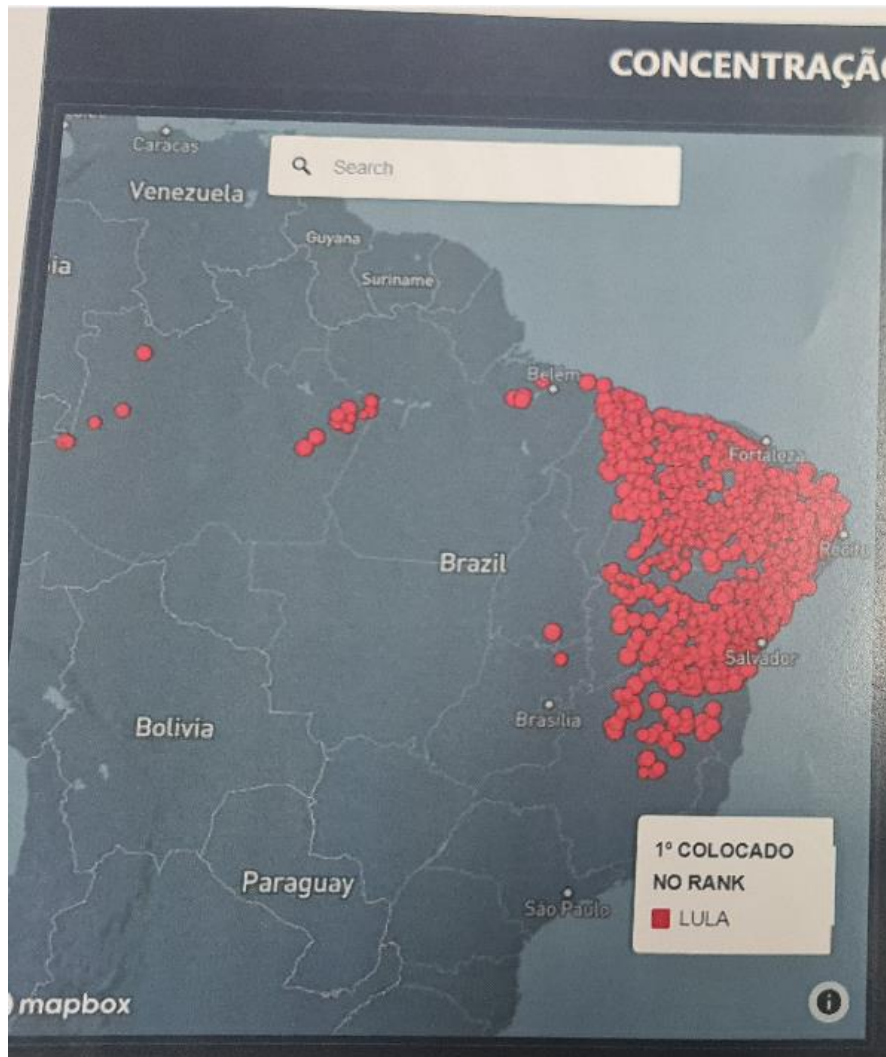 CONCENTRAÇÃ
Caracas
Search
Venezuela
Guyana
ia
Suriname
Belém
Fortaleza
Brazil
Recife
Salvador
Brasília
Bolivia
1º COLOCADO
NO RANK
LULA
Paraguay
São Paulo
mapbox